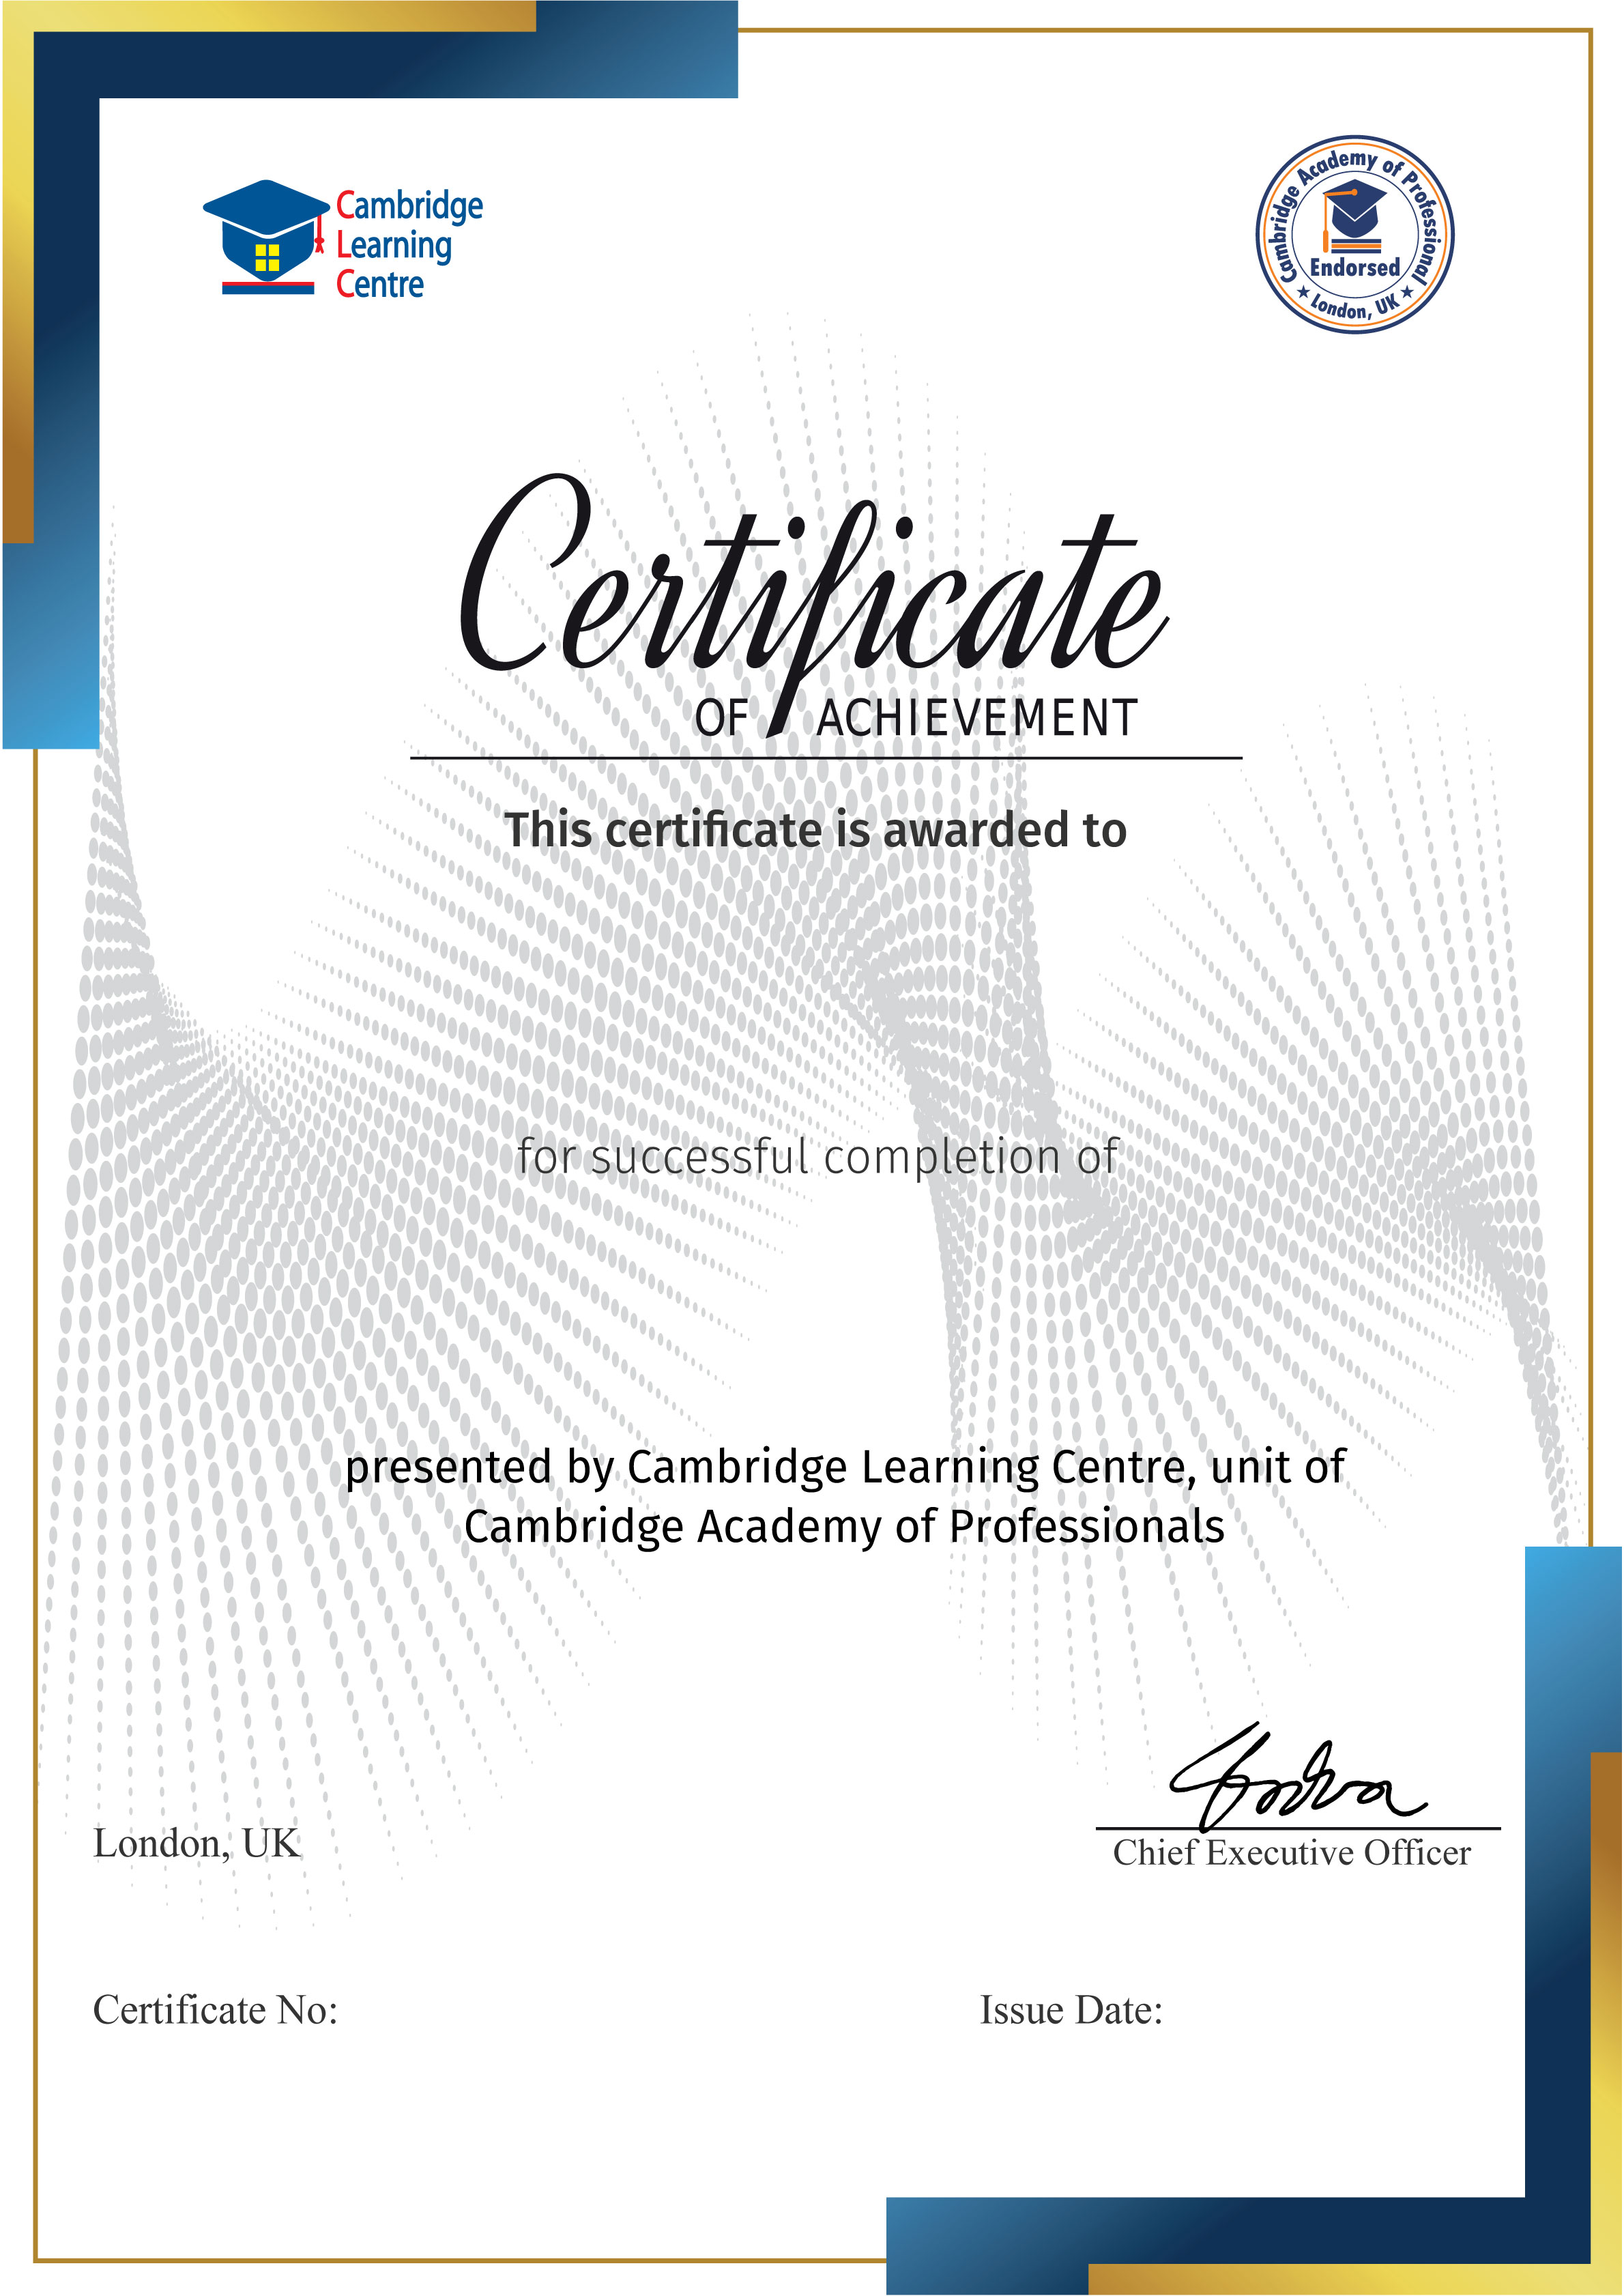 Cambridge
Learning
Centre
Cambridge Academy of Professional
Endorsed
★ London, UK ★
Certificate
OF ACHIEVEMENT
This certificate is awarded to
for successful completion of
presented by Cambridge Learning Centre, unit of
Cambridge Academy of Professionals
London, UK
Chief Executive Officer
Certificate No:
Issue Date: